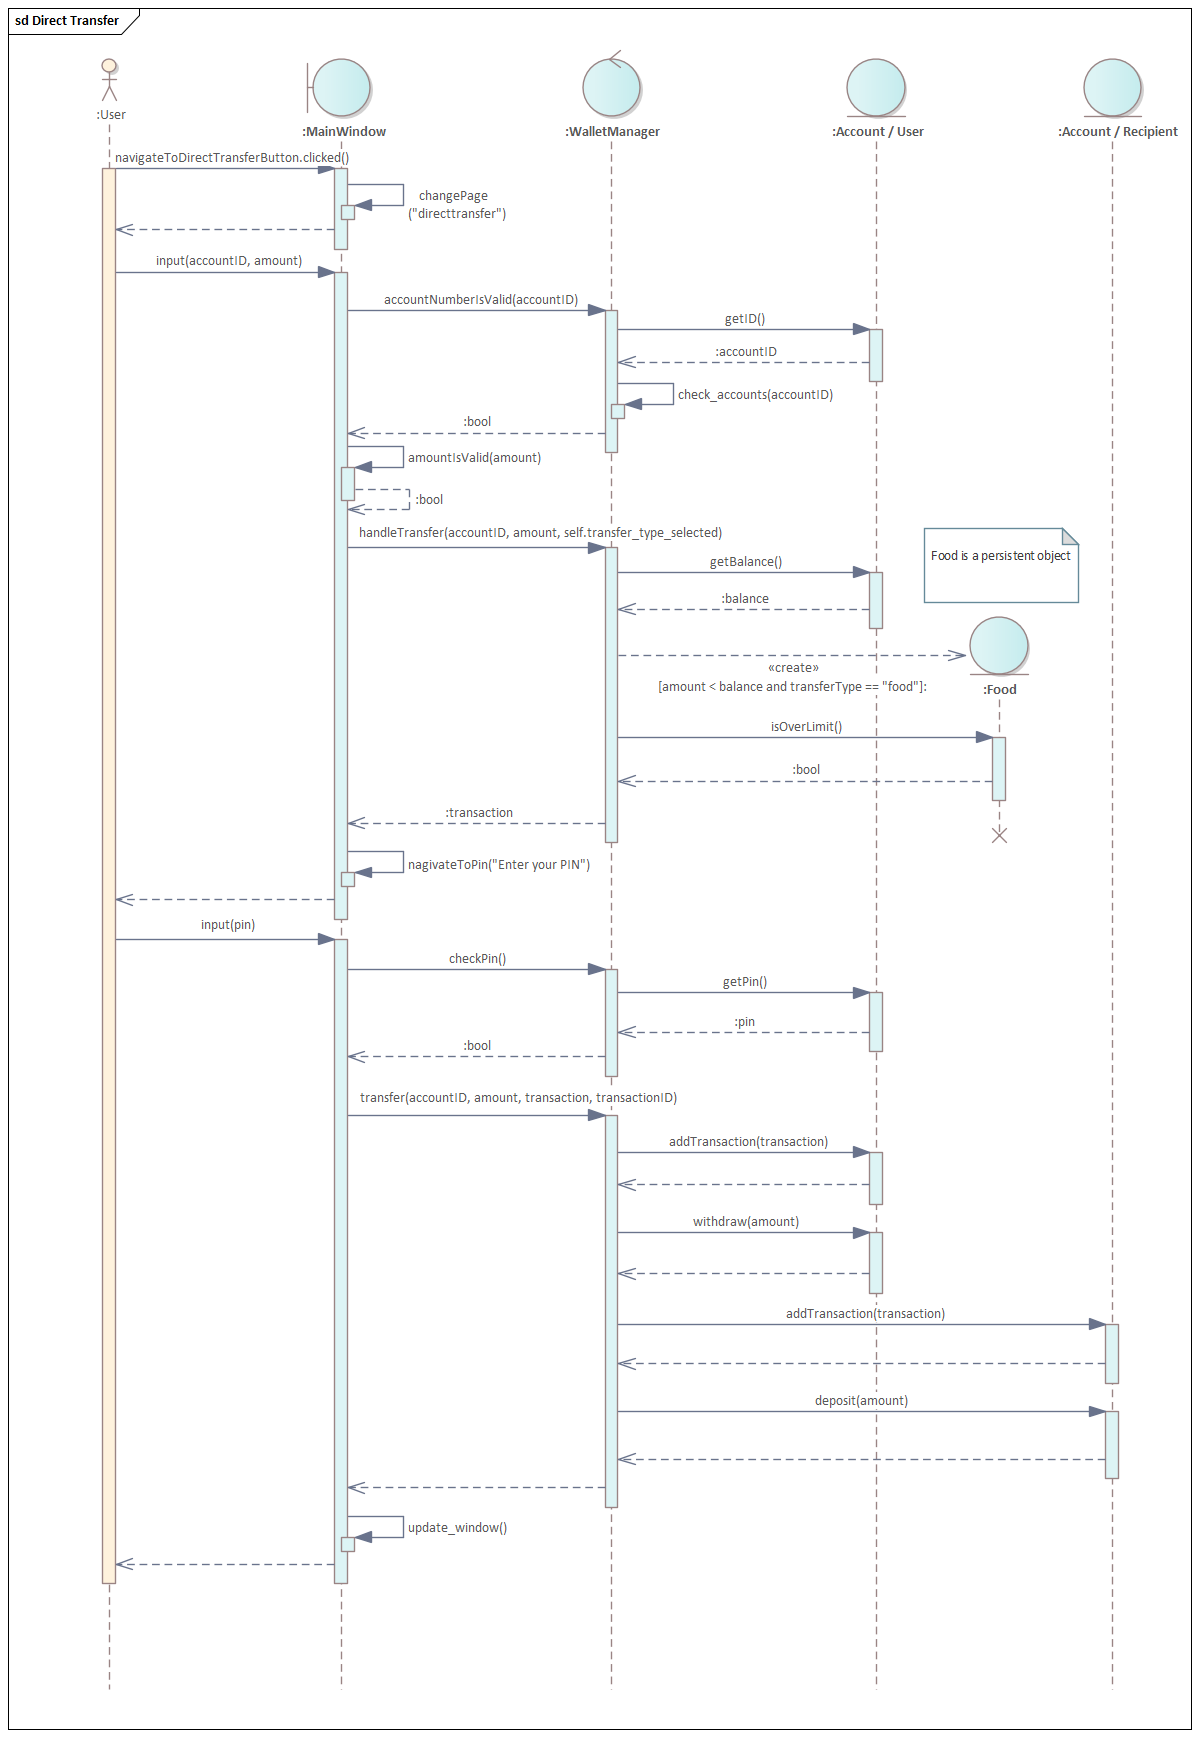 sd Direct Transfer
:User
:MainWindow
:WalletManager
:Account / User
:Account / Recipient
navigateToDirectTransferButton.clicked()
changePage
("directtransfer")
input(accountID, amount)
accountNumberIsValid(accountID)
getID()
:accountID
check_accounts(accountID)
:bool
amountIsValid(amount)
:bool
handleTransfer(accountID, amount, self.transfer_type_selected)
Food is a persistent object
getBalance()
:balance
«create»
[amount < balance and transferType == "food"]:
:Food
isOverLimit()
:bool
:transaction
nagivateToPin("Enter your PIN")
input(pin)
checkPin()
getPin()
:pin
:bool
transfer(accountID, amount, transaction, transactionID)
addTransaction(transaction)
withdraw(amount)
addTransaction(transaction)
deposit(amount)
update_window()